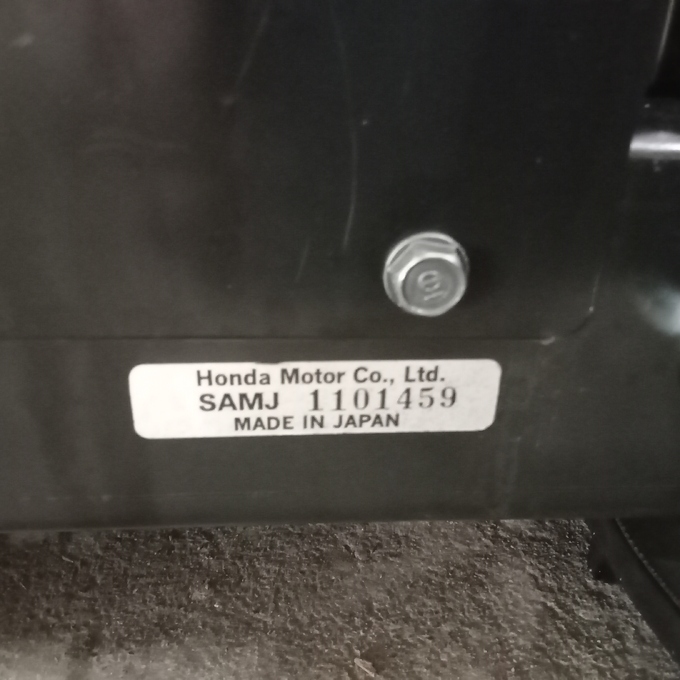 Honda Motor Co., Ltd.
SAMJ 1101459
MADE IN JAPAN